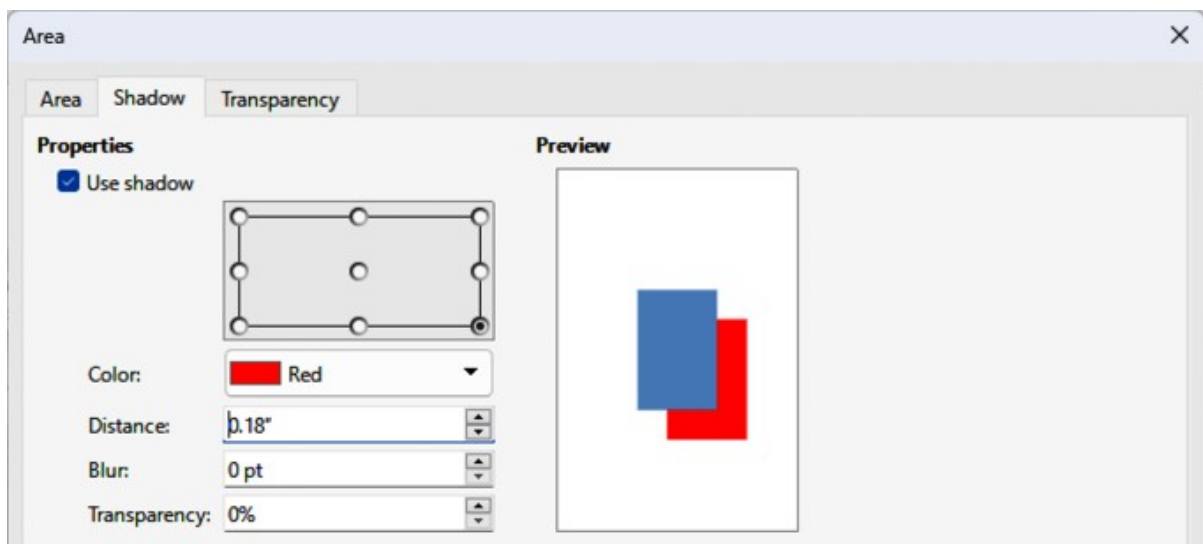 Area
Area Shadow Transparency
Properties
Use shadow
Color: Red
Distance: 0.18"
Blur: 0 pt
Transparency: 0%
Preview